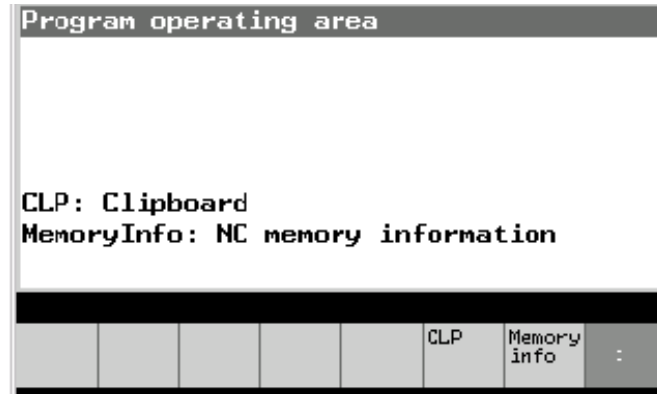 Program operating area
CLP: Clipboard
MemoryInfo: NC memory information
CLP
Memory
info
: